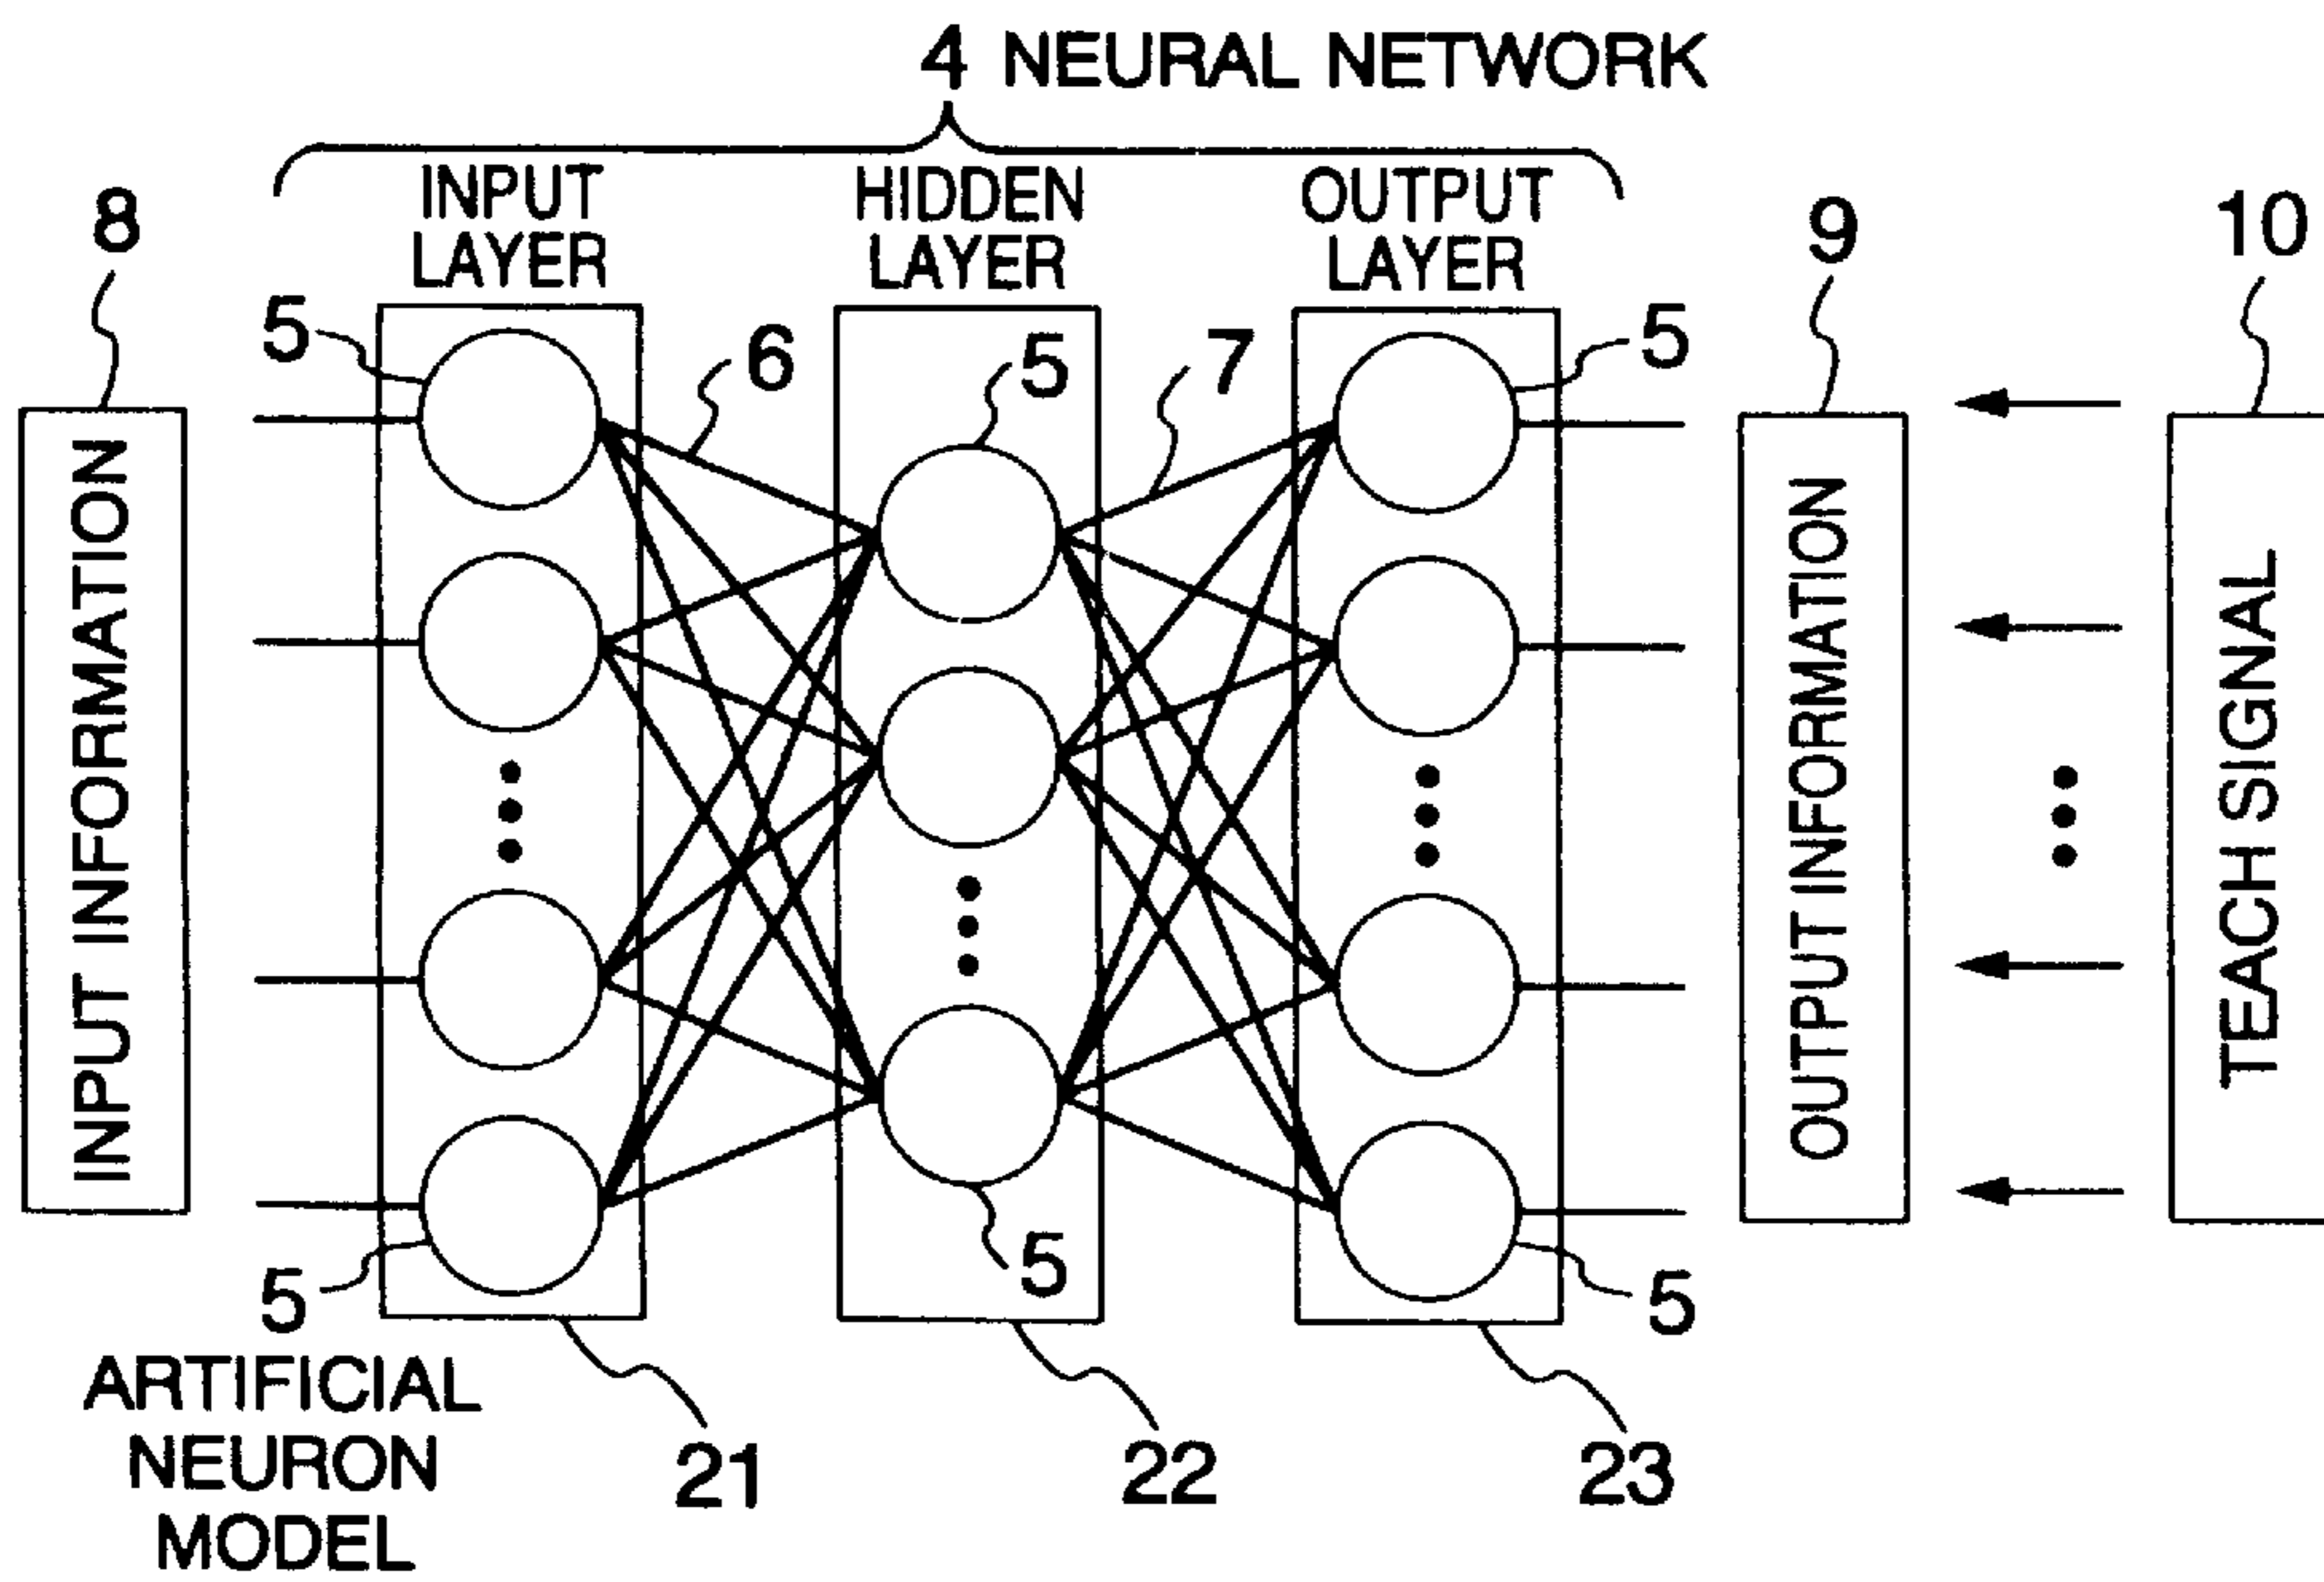 4 NEURAL NETWORK
INPUT
LAYER
HIDDEN
LAYER
OUTPUT
LAYER
8
9
10
5
6
5
7
5
INPUT INFORMATION
OUTPUT INFORMATION
TEACH SIGNAL
5
5
5
ARTIFICIAL
NEURON
MODEL
21
22
23